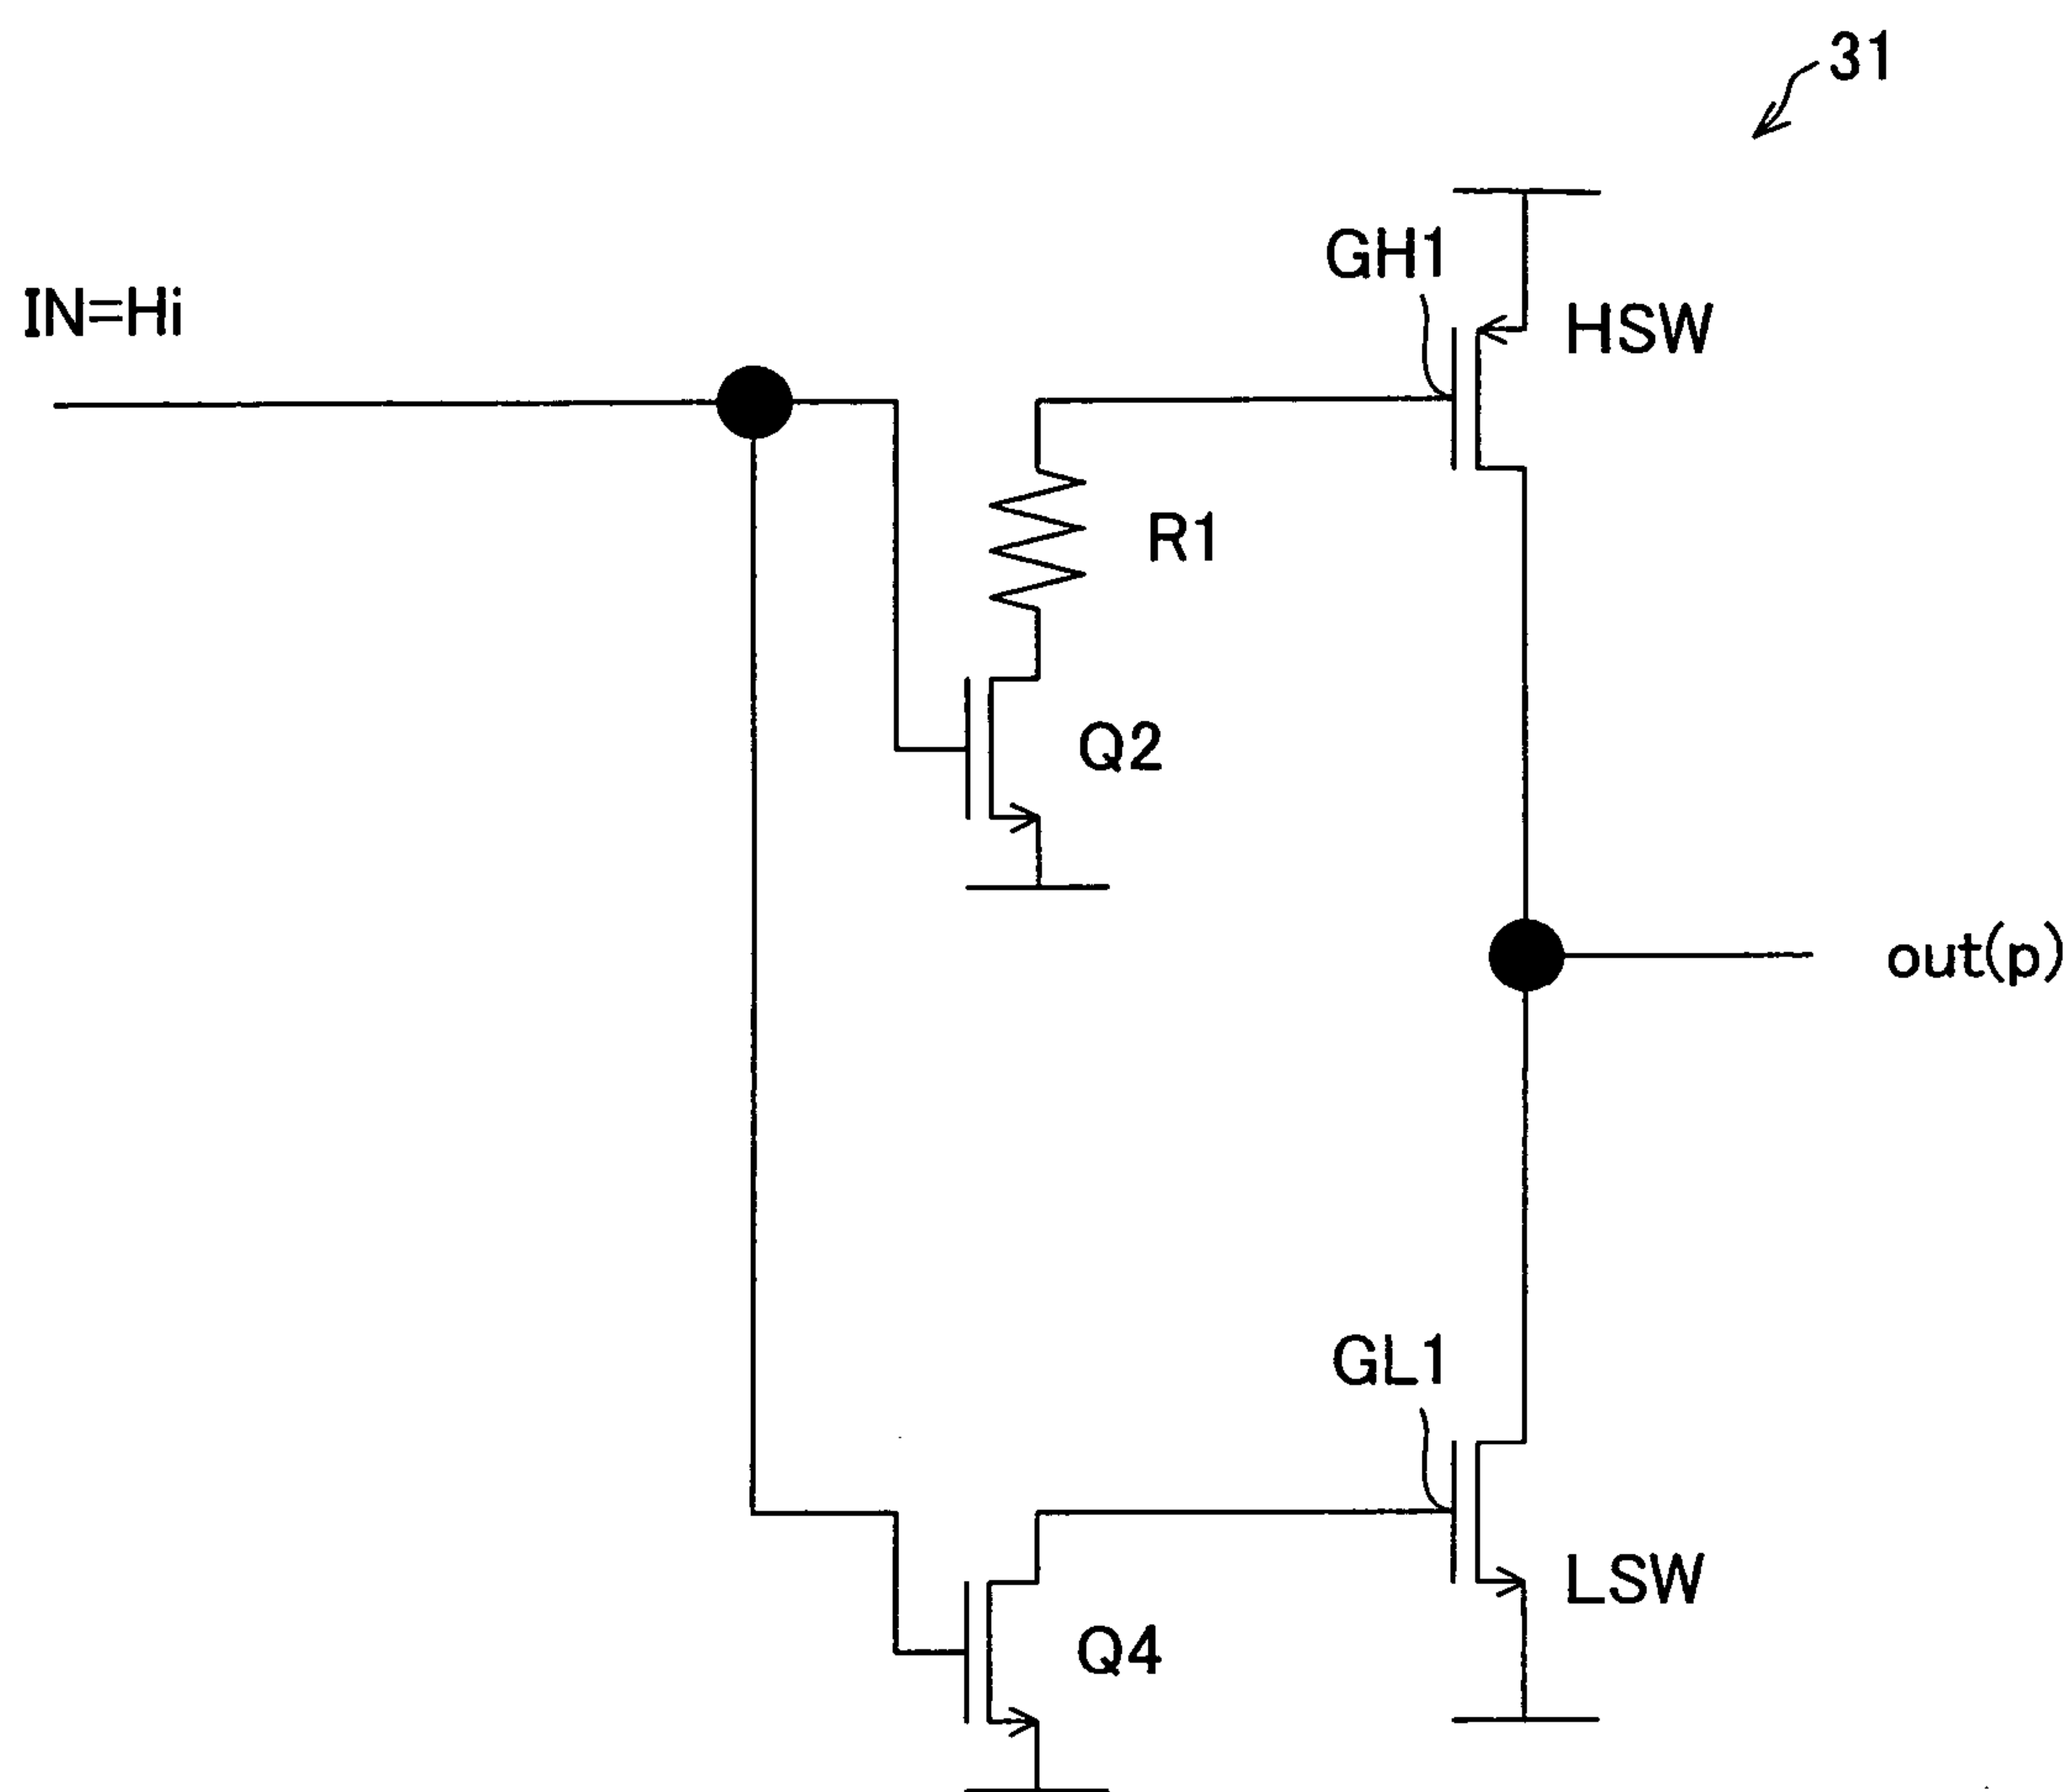 31
GH1
IN=Hi
HSW
R1
Q2
out(p)
GL1
LSW
Q4